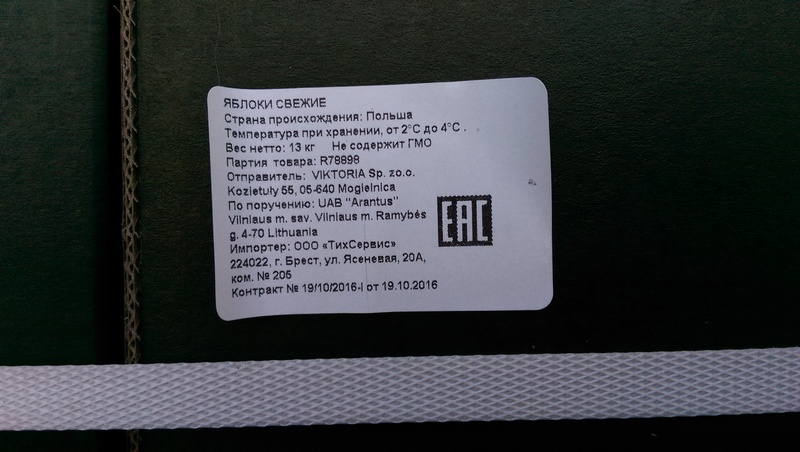 ЯБЛОКИ СВЕЖИЕ
Страна происхождения: Польша
Температура при хранении, от 2°С до 4°С .
Вес нетто: 13 кг Не содержит ГМО
Партия товара: R78898
Отправитель: VIKTORIA Sp. zo.o.
Kozietuły 55, 05-640 Mogielnica
По поручению: UAB "Arantus"
Vilniaus m. sav. Vilniaus m. Ramybės
g. 4-70 Lithuania
Импортер: ООО «ТихСервис»
224022, г. Брест, ул. Ясеневая, 20А,
ком. № 205
Контракт № 19/10/2016-I от 19.10.2016
EAC